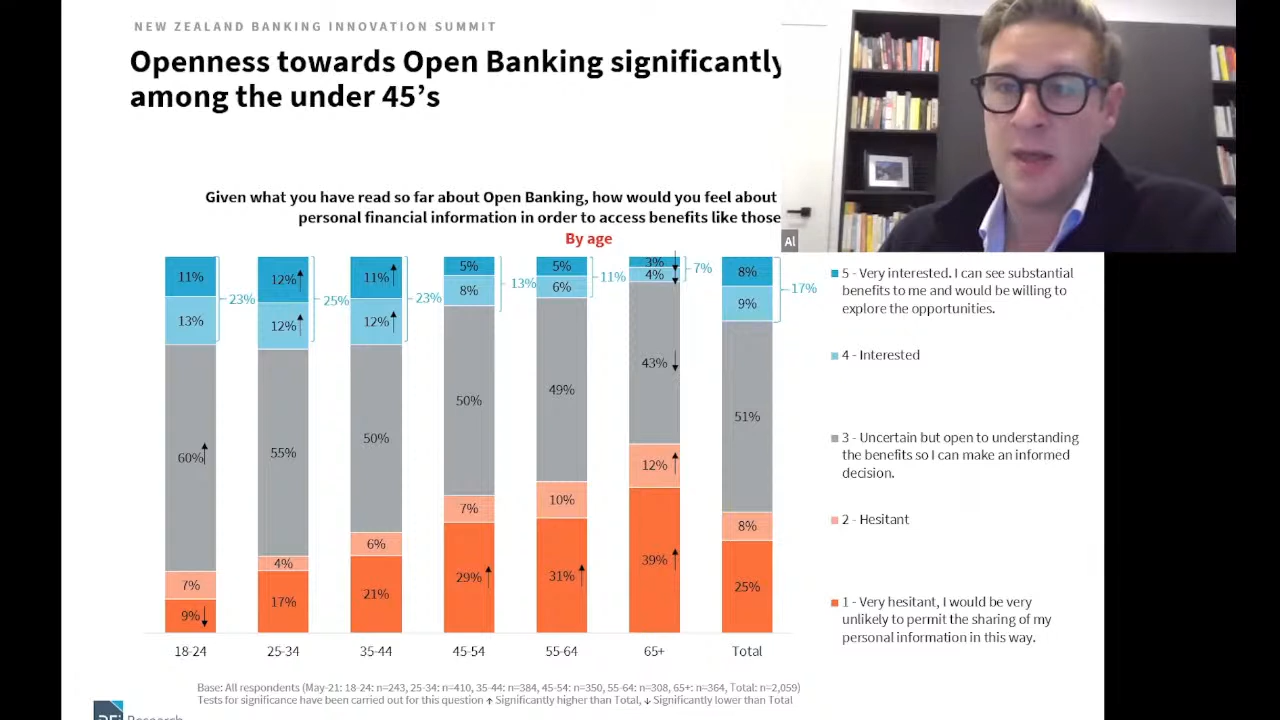 NEW ZEALAND BANKING INNOVATION SUMMIT
Openness towards Open Banking significantly
among the under 45's
Given what you have read so far about Open Banking, how would you feel about
personal financial information in order to access benefits like those
By age
Al
11%
13%
60%
7%
9%
23%
12%
12%
55%
4%
17%
25%
11%
12%
50%
6%
21%
23%
5%
8%
50%
7%
29%
13%
5%
6%
49%
10%
31%
11%
3%
4%
43%
12%
39%
7%
8%
9%
51%
8%
25%
17%
18-24
25-34
35-44
45-54
55-64
65+
Total
5 - Very interested. I can see substantial
benefits to me and would be willing to
explore the opportunities.
4 - Interested
3 - Uncertain but open to understanding
the benefits so I can make an informed
decision.
2 - Hesitant
1 - Very hesitant, I would be very
unlikely to permit the sharing of my
personal information in this way.
Base: All respondents (May-21: 18-24: n=243, 25-34: n=410, 35-44: n=384, 45-54: n=350, 55-64: n=308, 65+: n=364, Total: n=2,059)
Tests for significance have been carried out for this question ↑ Significantly higher than Total, ↓ Significantly lower than Total
Research